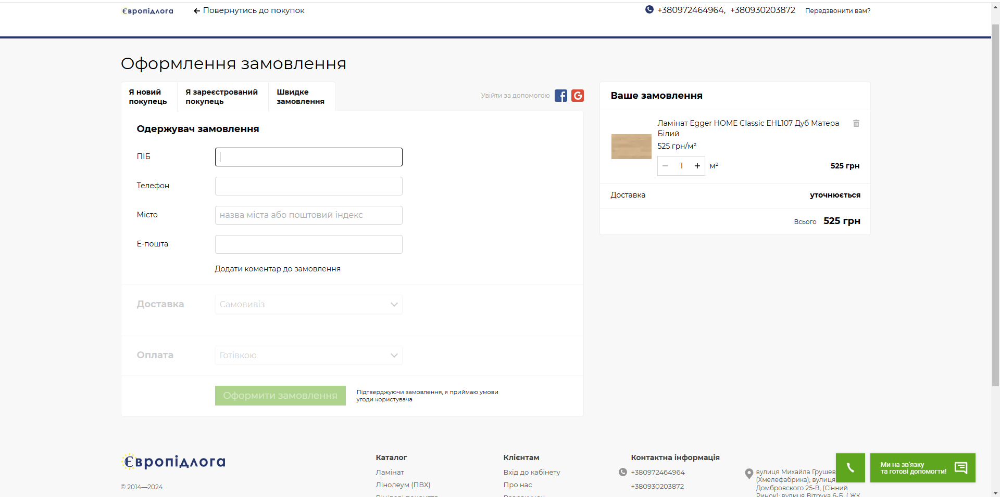 Європідлога
Повернутись до покупок
+380972464964, +380930203872
Передзвонити вам?
Оформлення замовлення
Я новий
покупець
Я зареєстрований
покупець
Швидке
замовлення
Увійти за допомогою
Одержувач замовлення
ПІБ
Телефон
Місто
назва міста або поштовий індекс
Е-пошта
Додати коментар до замовлення
Доставка
Самовивіз
Оплата
Готівкою
Оформити замовлення
Підтверджуючи замовлення, я приймаю умови
угоди користувача
Ваше замовлення
Ламінат Egger HOME Classic EHL107 Дуб Матера
Білий
525 грн/м²
1
м²
525 грн
Доставка
уточнюється
Всього 525 грн
Європідлога
© 2014—2024
Каталог
Ламінат
Лінолеум (ПВХ)
Клієнтам
Вхід до кабінету
Про нас
Контактна інформація
+380972464964
+380930203872
вулиця Михайла Грушев
(Хмелефабрика); вулиця
Домбровского 25-В, (Сінний
Ринок); вулиця Вітрука 6-Б, ( ЖК
Ми на зв'язку
та готові допомогти!